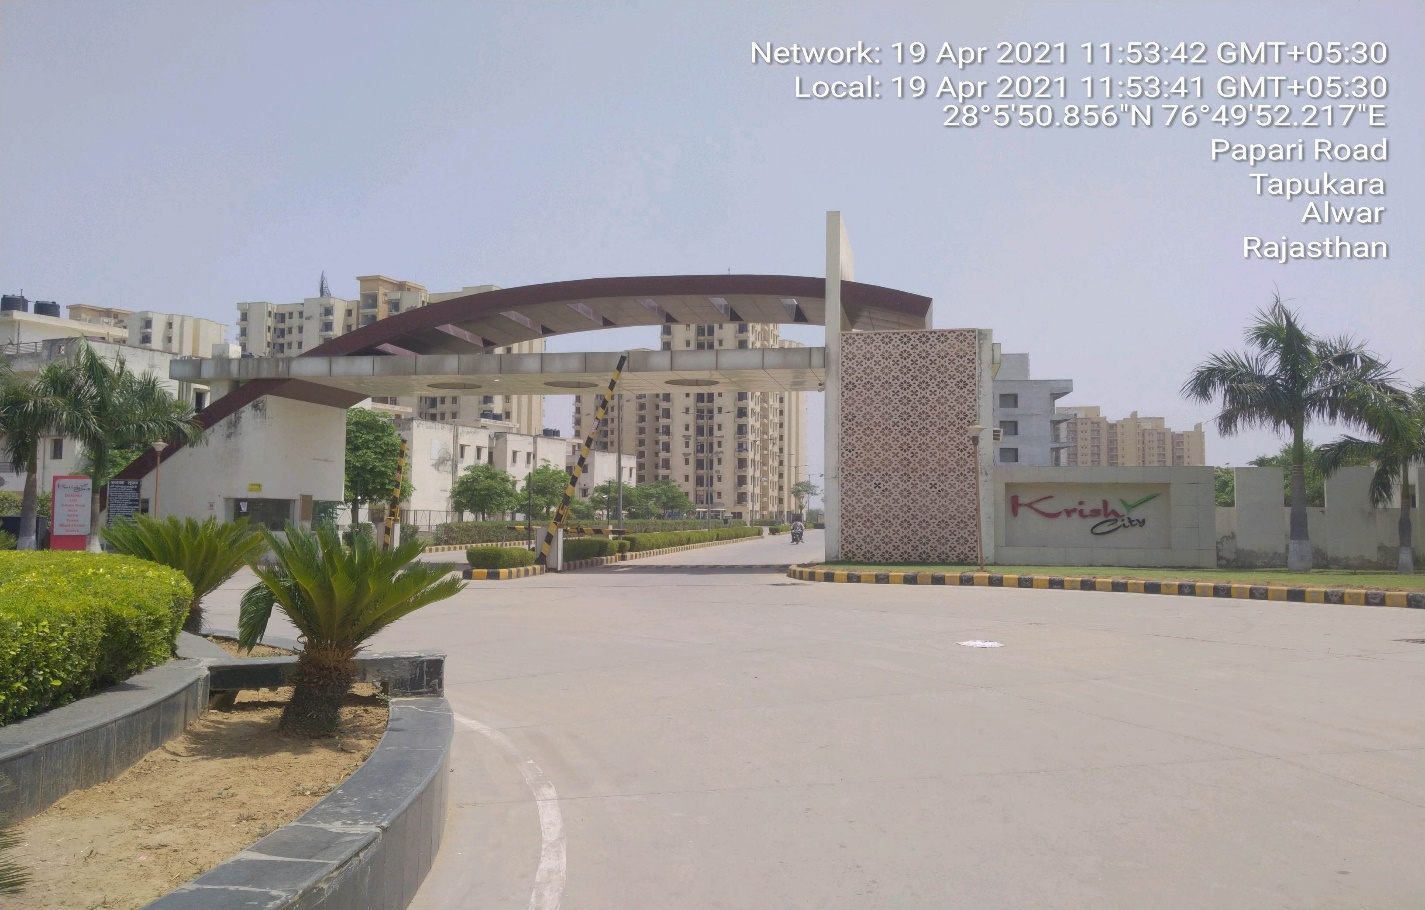 Network: 19 Apr 2021 11:53:42 GMT+05:30
Local: 19 Apr 2021 11:53:41 GMT+05:30
28°5'50.856"N 76°49'52.217"E
Papari Road
Tapukara
Alwar
Rajasthan
Krish
City